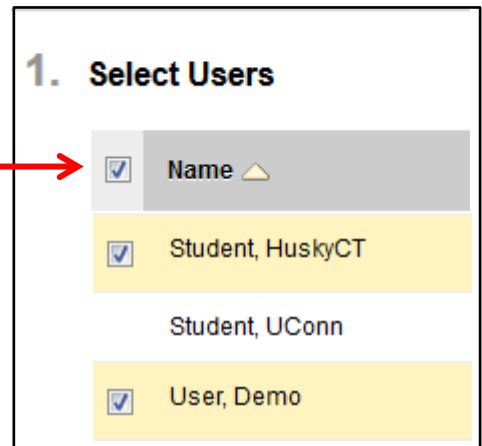 1. Select Users
Name
Student, HuskyCT
Student, UConn
User, Demo